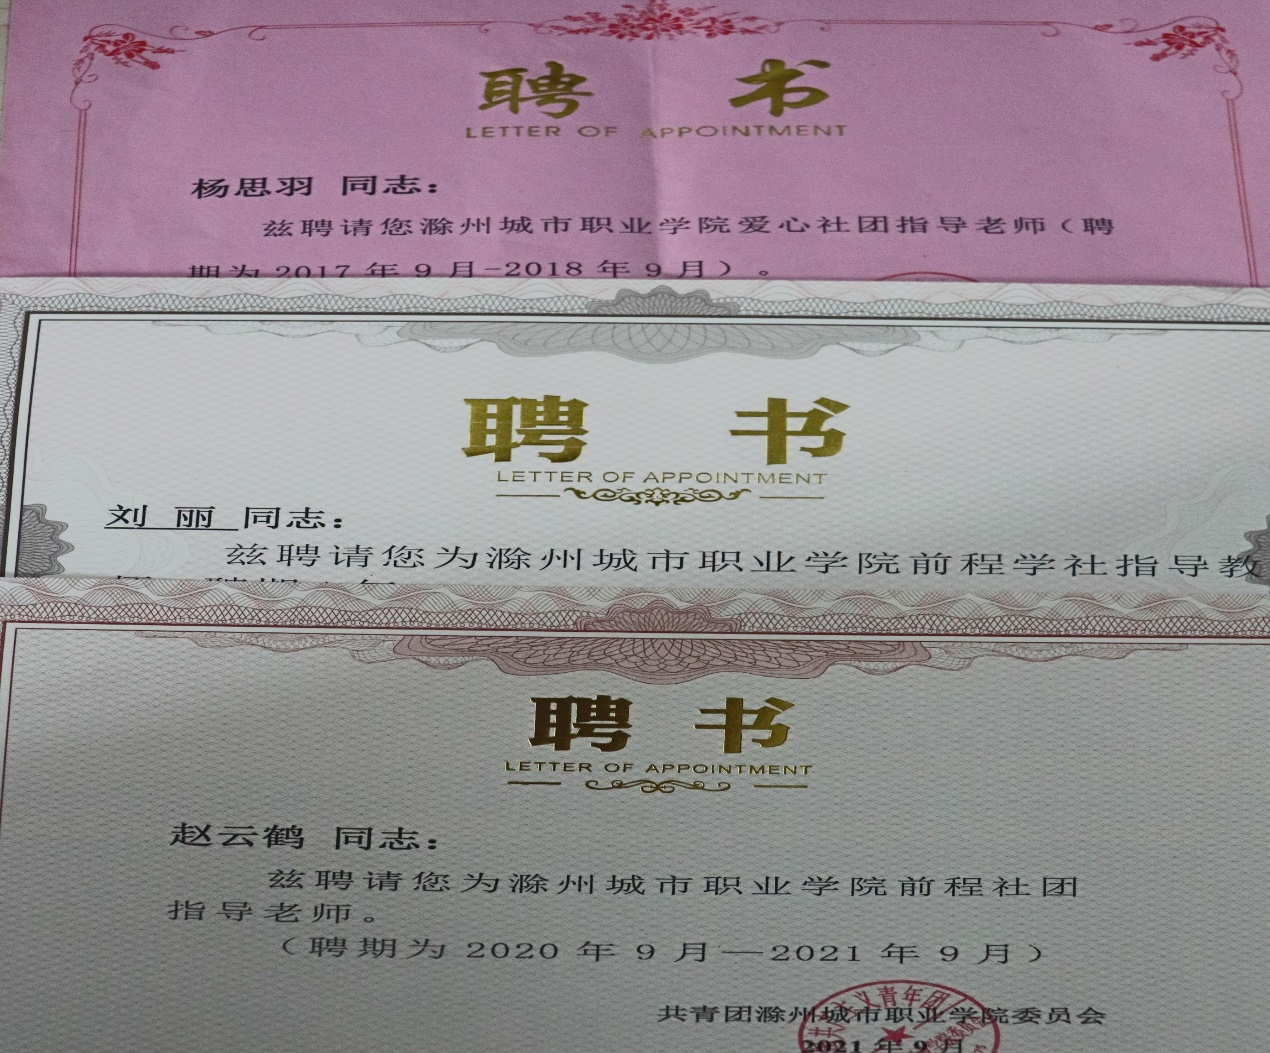 聘 书
LETTER OF APPOINTMENT
杨思羽 同志：
兹聘请您滁州城市职业学院爱心社团指导老师（聘
期为 2017 年 9 月-2018 年 9 月）。
聘 书
LETTER OF APPOINTMENT
刘 丽 同志：
兹聘请您为滁州城市职业学院前程学社指导教
聘 书
LETTER OF APPOINTMENT
赵云鹤 同志：
兹聘请您为滁州城市职业学院前程社团
指导老师。
（聘期为 2020 年 9 月—2021 年 9 月）
共青团滁州城市职业学院委员会
2021 年 9 月